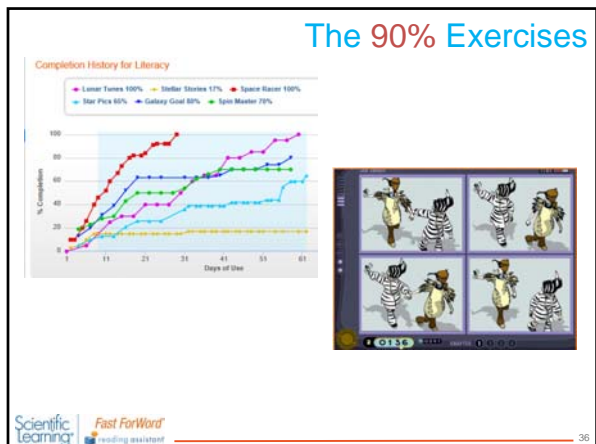 The 90% Exercises
Completion History for Literacy
Lunar Tunes 100% Stellar Stories 17% Space Racer 100%
Star Pics 65% Galaxy Goal 80% Spin Master 70%
100
80
60
40
20
0
% Completion
1 11 21 31 41 51 61
Days of Use
0156
Scientific Learning®
Fast ForWord®
reading assistant
36